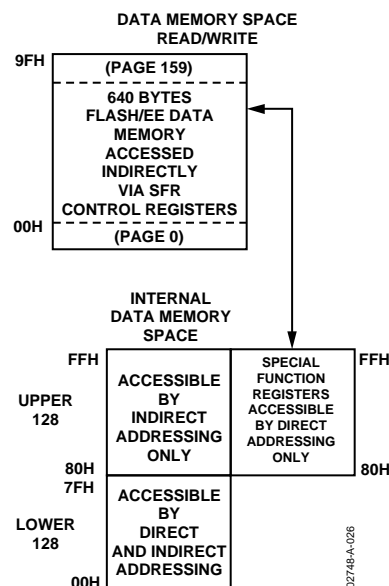 DATA MEMORY SPACE
READ/WRITE
9FH
(PAGE 159)
640 BYTES
FLASH/EE DATA
MEMORY
ACCESSED
INDIRECTLY
VIA SFR
CONTROL REGISTERS
00H
(PAGE 0)
INTERNAL
DATA MEMORY
SPACE
FFH
UPPER
128
80H
ACCESSIBLE
BY
INDIRECT
ADDRESSING
ONLY
SPECIAL
FUNCTION
REGISTERS
ACCESSIBLE
BY DIRECT
ADDRESSING
ONLY
FFH
80H
7FH
LOWER
128
00H
ACCESSIBLE
BY
DIRECT
AND INDIRECT
ADDRESSING
02748-A-026